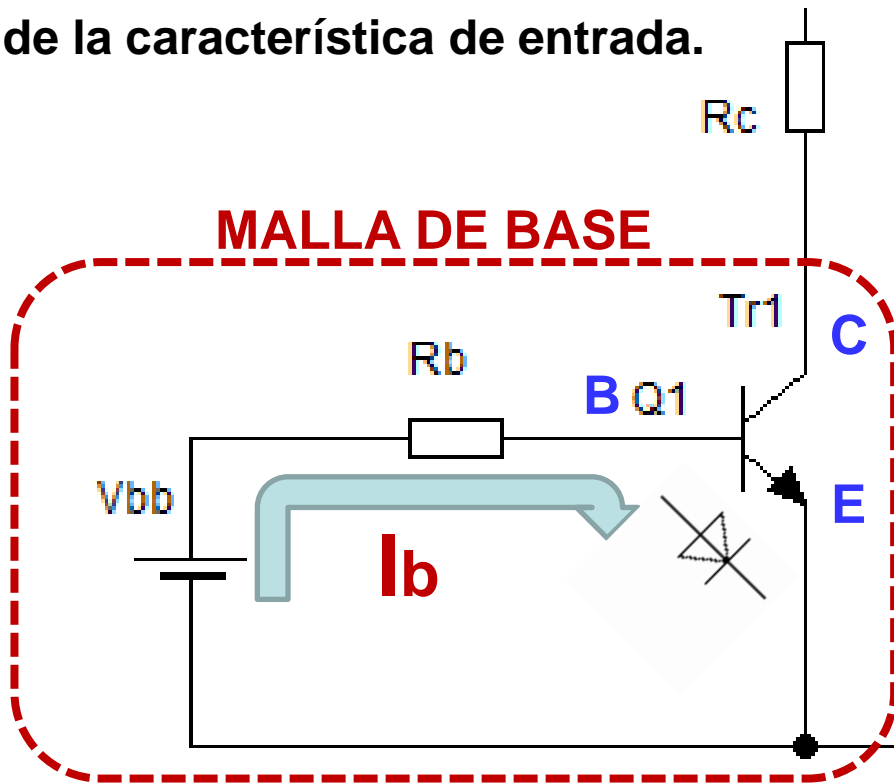 de la característica de entrada.
Rc
MALLA DE BASE
Tr1
C
Rb
B Q1
Vbb
E
Ib